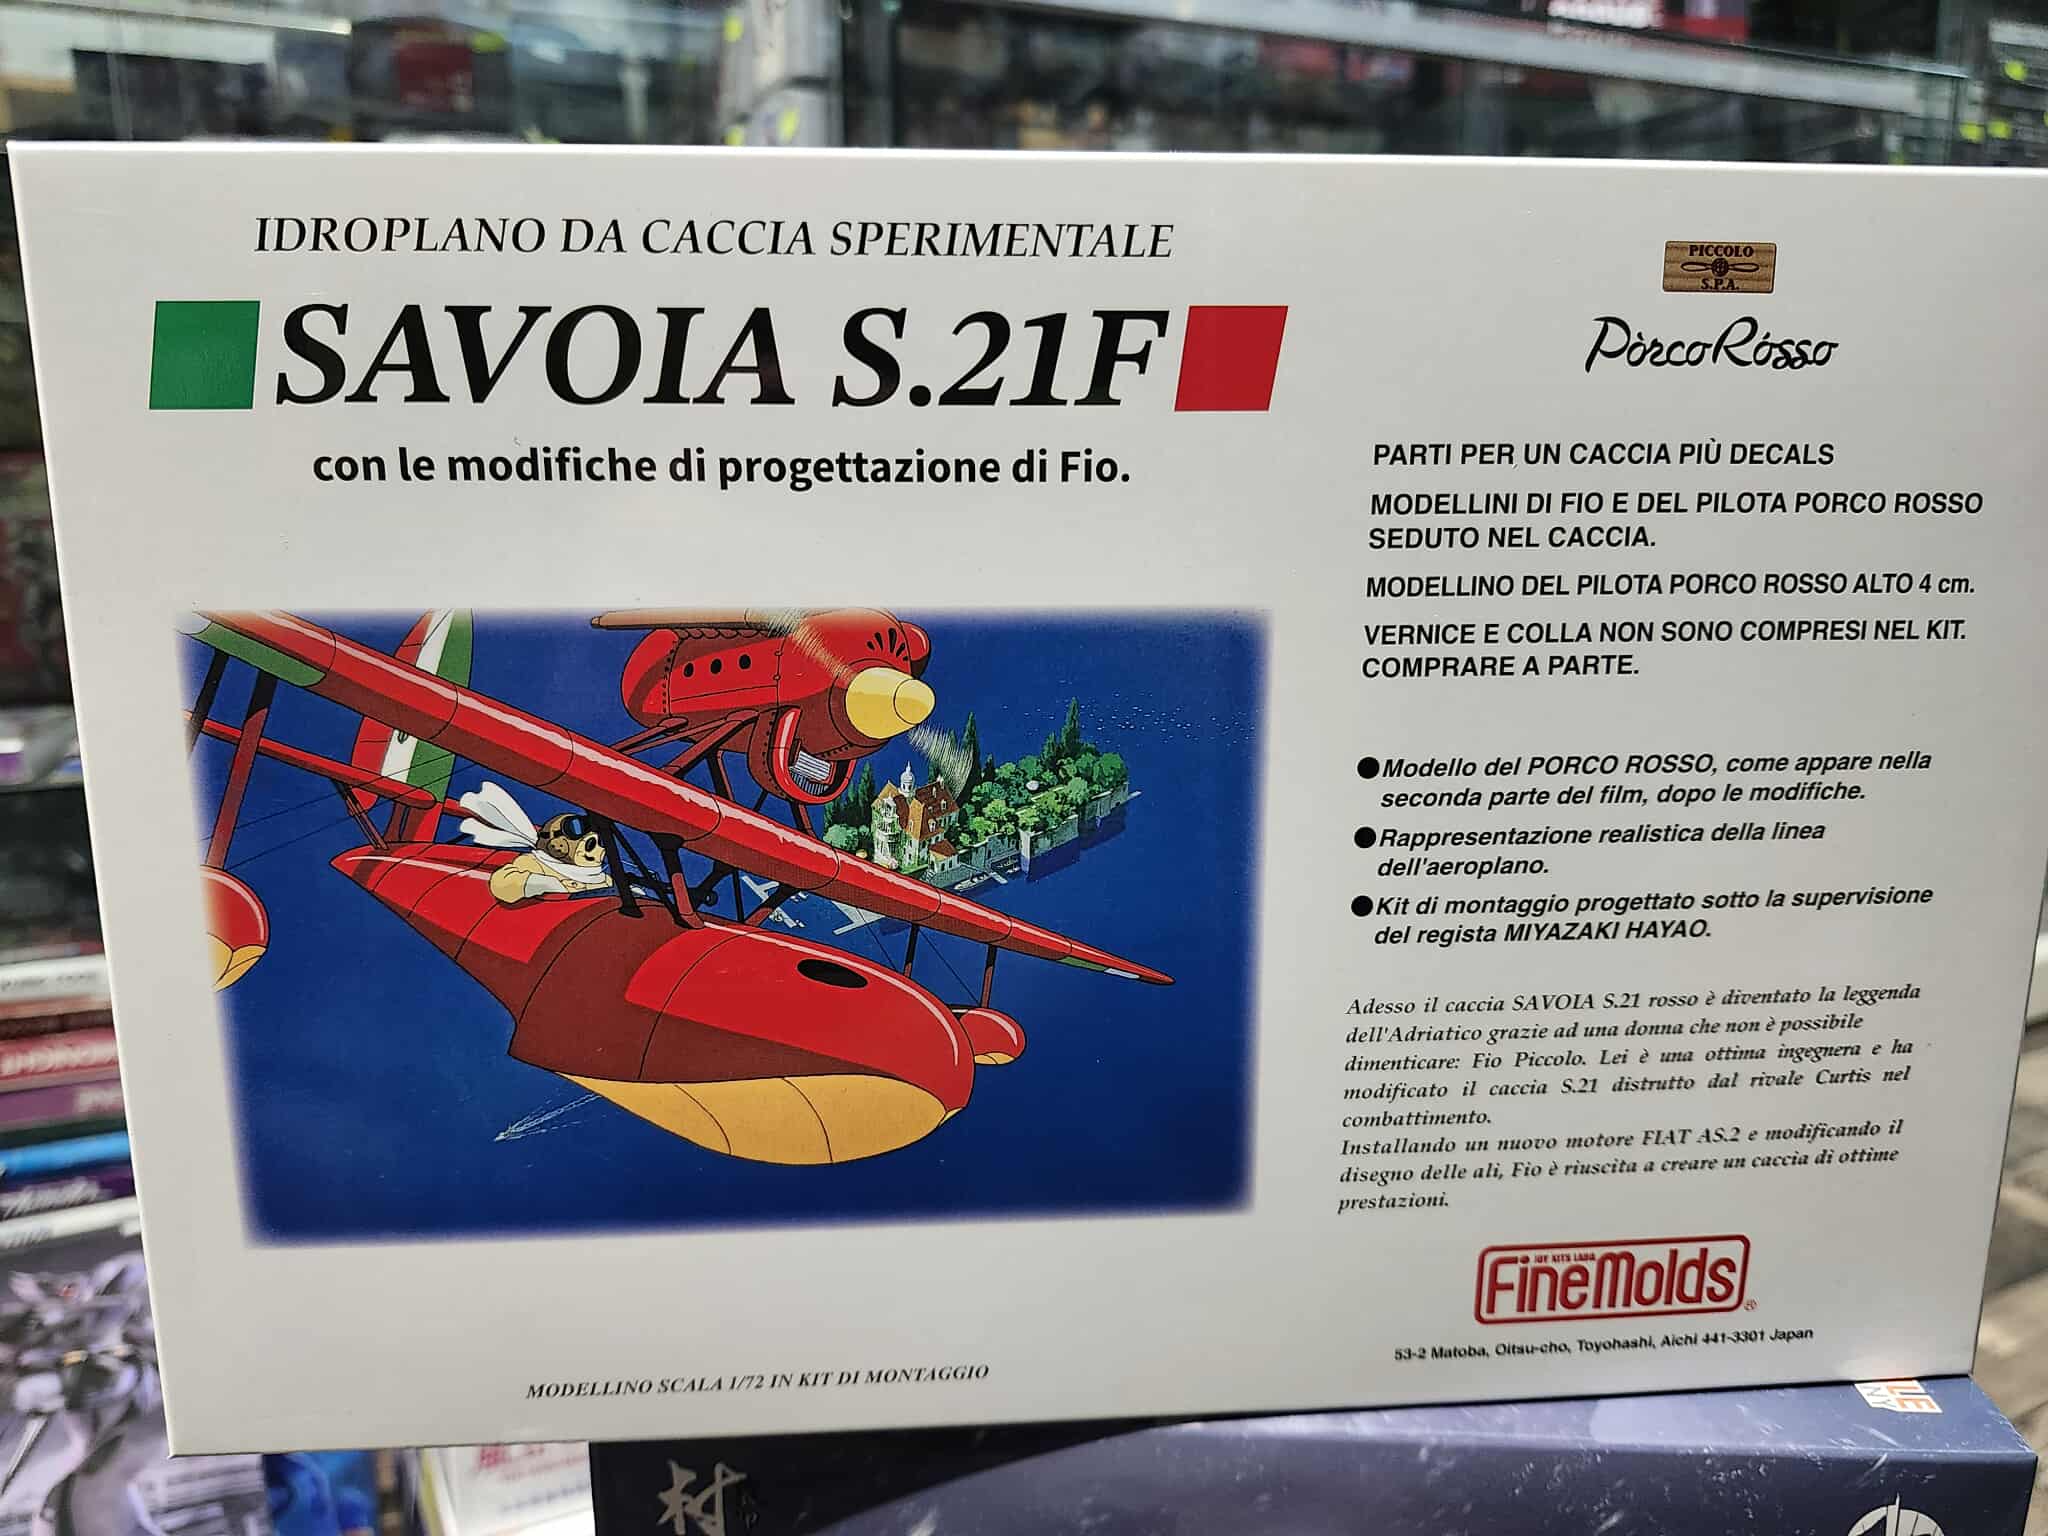 IDROPLANO DA CACCIA SPERIMENTALE
SAVOIA S.21F
con le modifiche di progettazione di Fio.
MODELLINO SCALA 1/72 IN KIT DI MONTAGGIO
PICCOLO
S.P.A.
Pòrco Rósso
PARTI PER UN CACCIA PIÙ DECALS
MODELLINI DI FIO E DEL PILOTA PORCO ROSSO
SEDUTO NEL CACCIA.
MODELLINO DEL PILOTA PORCO ROSSO ALTO 4 cm.
VERNICE E COLLA NON SONO COMPRESI NEL KIT.
COMPRARE A PARTE.
●Modello del PORCO ROSSO, come appare nella
seconda parte del film, dopo le modifiche.
●Rappresentazione realistica della linea
dell'aeroplano.
●Kit di montaggio progettato sotto la supervisione
del regista MIYAZAKI HAYAO.
Adesso il caccia SAVOIA S.21 rosso è diventato la leggenda
dell'Adriatico grazie ad una donna che non è possibile
dimenticare: Fio Piccolo. Lei è una ottima ingegnera e ha
modificato il caccia S.21 distrutto dal rivale Curtis nel
combattimento.
Installando un nuovo motore FIAT AS.2 e modificando il
disegno delle ali, Fio è riuscita a creare un caccia di ottime
prestazioni.
FineMolds®
53-2 Matoba, Oitsu-cho, Toyohashi, Aichi 441-3301 Japan
村